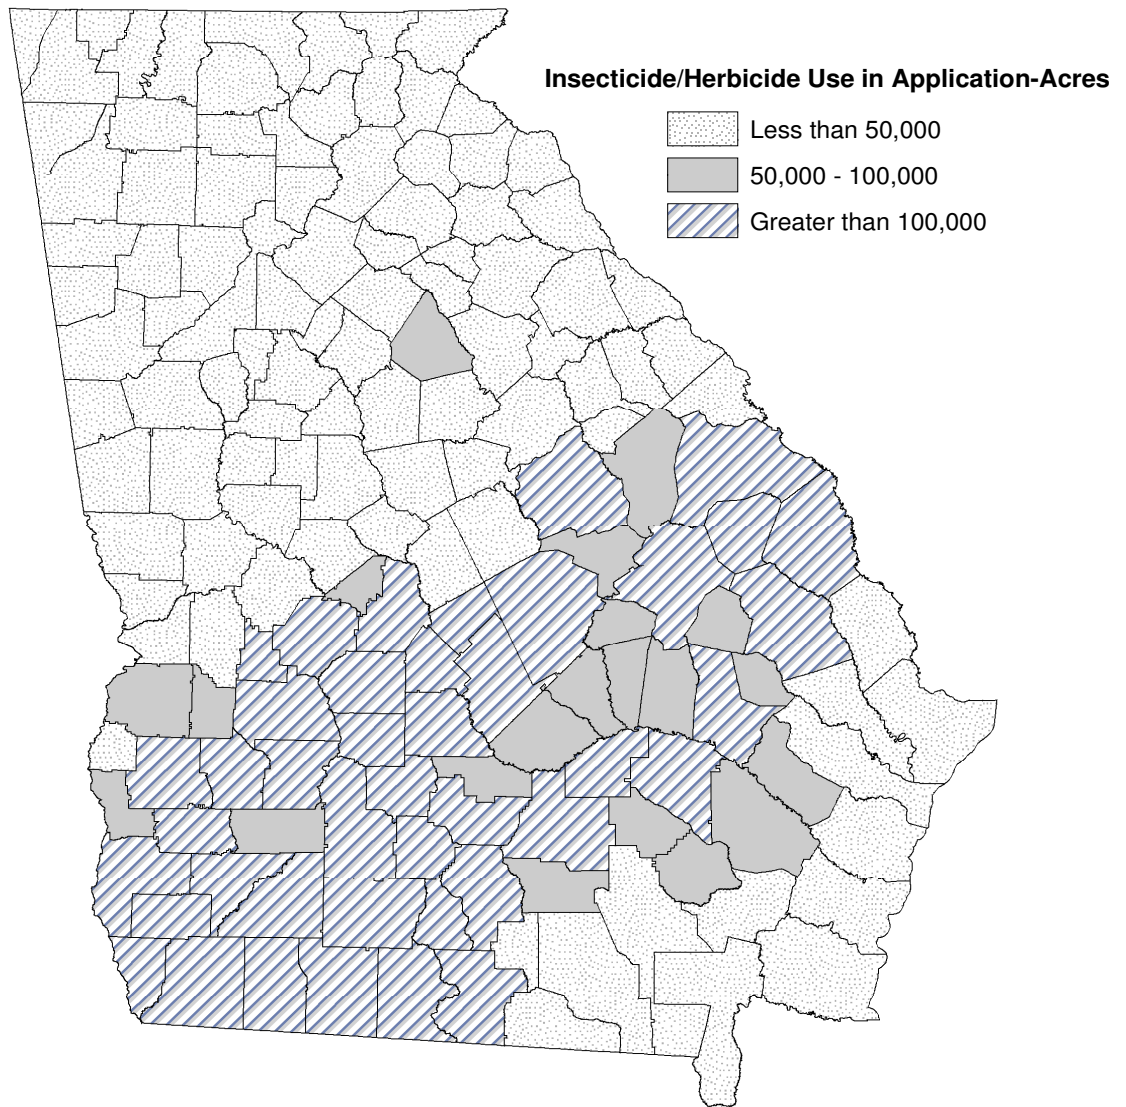 Insecticide/Herbicide Use in Application-Acres
Less than 50,000
50,000 - 100,000
Greater than 100,000